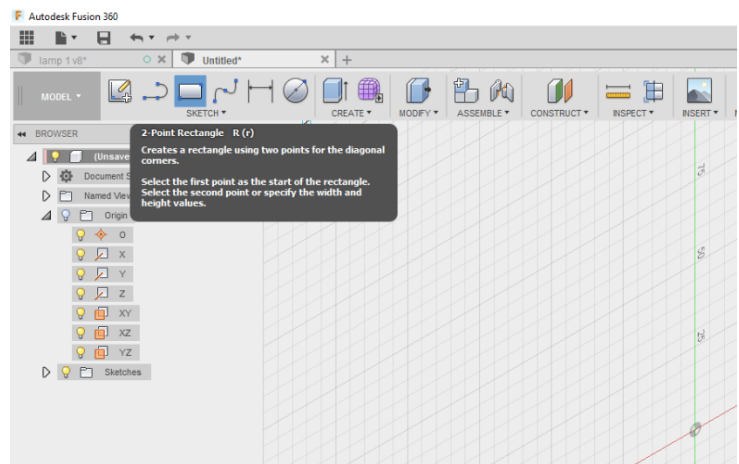 Autodesk Fusion 360
lamp 1 v8*
Untitled*
MODEL
SKETCH
CREATE
MODIFY
ASSEMBLE
CONSTRUCT
INSPECT
INSERT
BROWSER
2-Point Rectangle R (r)
Creates a rectangle using two points for the diagonal
corners.
Select the first point as the start of the rectangle.
Select the second point or specify the width and
height values.
(Unsave
Document S
Named View
Origin
O
X
Y
Z
XY
XZ
YZ
Sketches
75
50
25